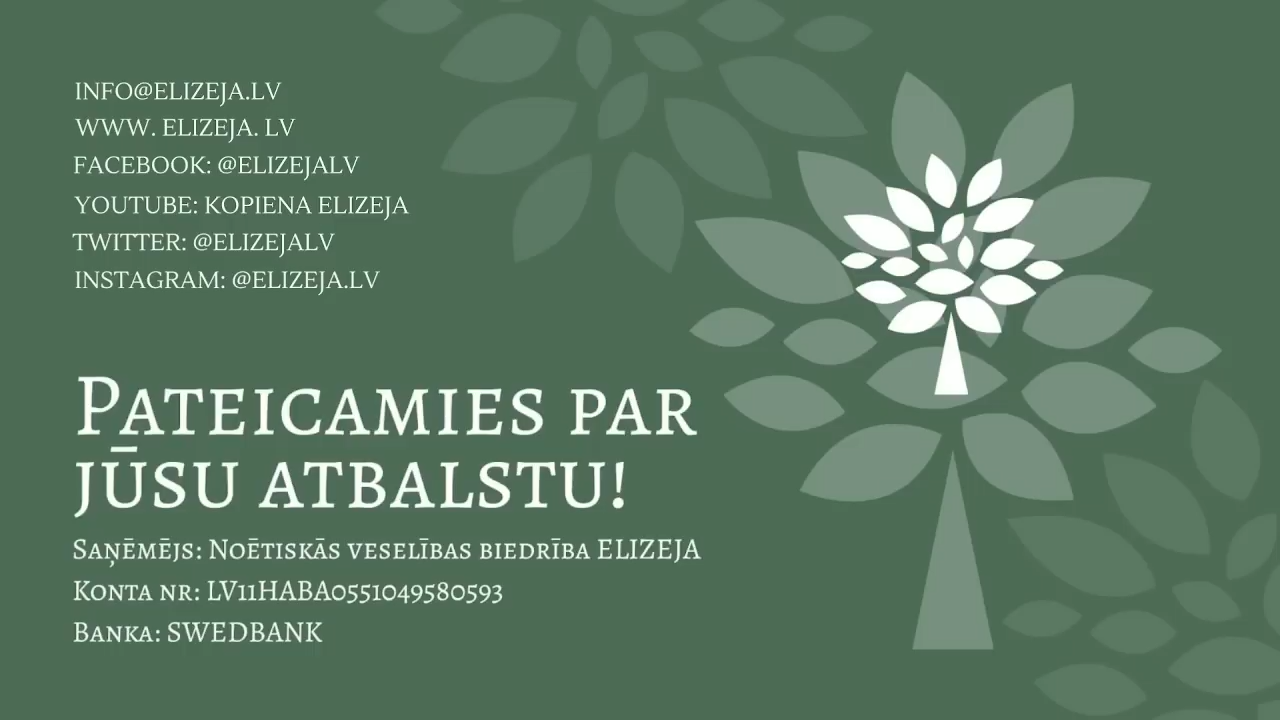 INFO@ELIZEJA.LV
WWW. ELIZEJA. LV
FACEBOOK: @ELIZEJALV
YOUTUBE: KOPIENA ELIZEJA
TWITTER: @ELIZEJALV
INSTAGRAM: @ELIZEJA.LV
Pateicamies par
jūsu atbalstu!
Saņēmējs: Noētiskās veselības biedrība ELIZEJA
Konta nr: LV11HABA0551049580593
Banka: SWEDBANK